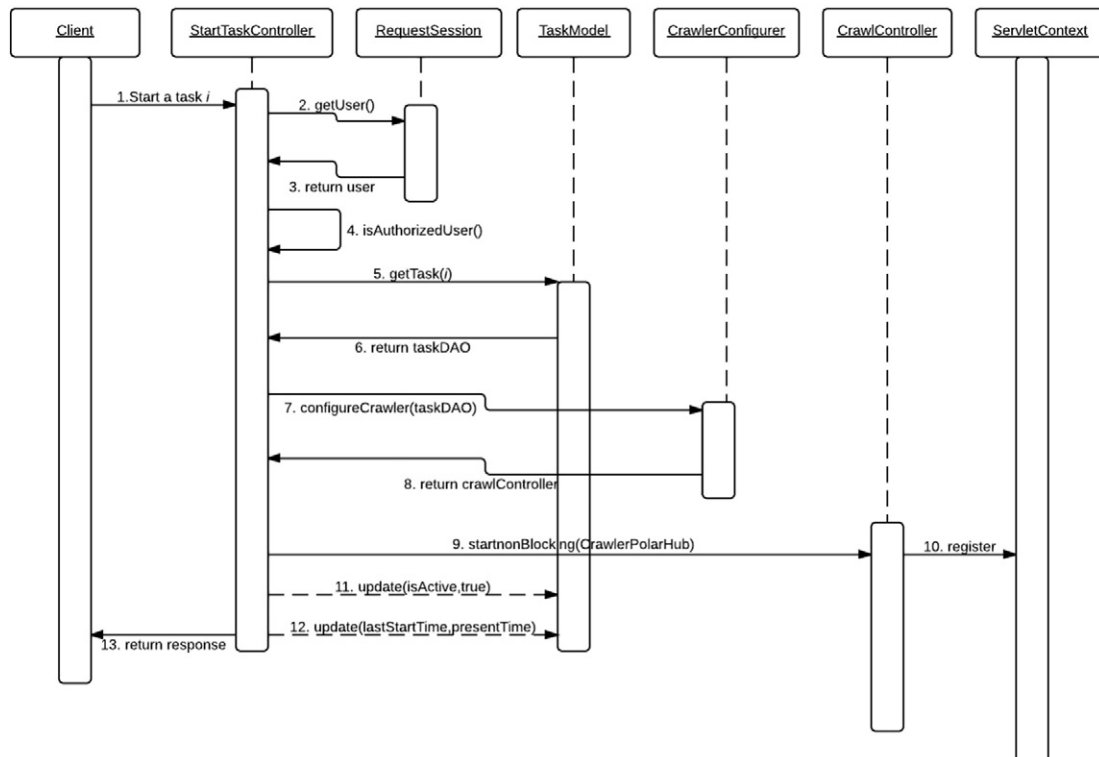 Client
StartTaskController
RequestSession
TaskModel
CrawlerConfigurer
CrawlController
ServletContext
1.Start a task i
2. getUser()
3. return user
4. isAuthorizedUser()
5. getTask(i)
6. return taskDAO
7. configureCrawler(taskDAO)
8. return crawlController
9. startnonBlocking(CrawlerPolarHub)
10. register
11. update(isActive,true)
12. update(lastStartTime,presentTime)
13. return response